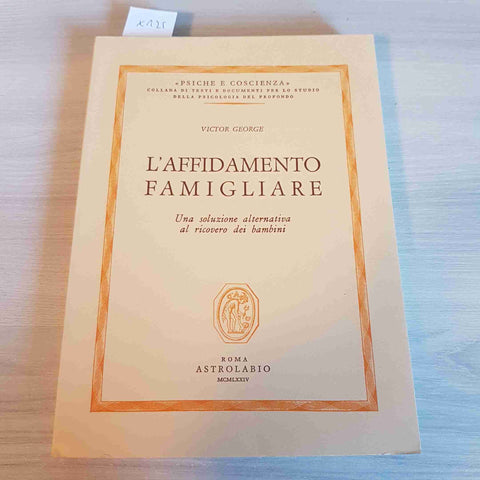 «PSICHE E COSCIENZA»
COLLANA DI TESTI E DOCUMENTI PER LO STUDIO
DELLA PSICOLOGIA DEL PROFONDO
VICTOR GEORGE
L'AFFIDAMENTO
FAMIGLIARE
Una soluzione alternativa
al ricovero dei bambini
ROMA
ASTROLABIO
MCMLXXIV